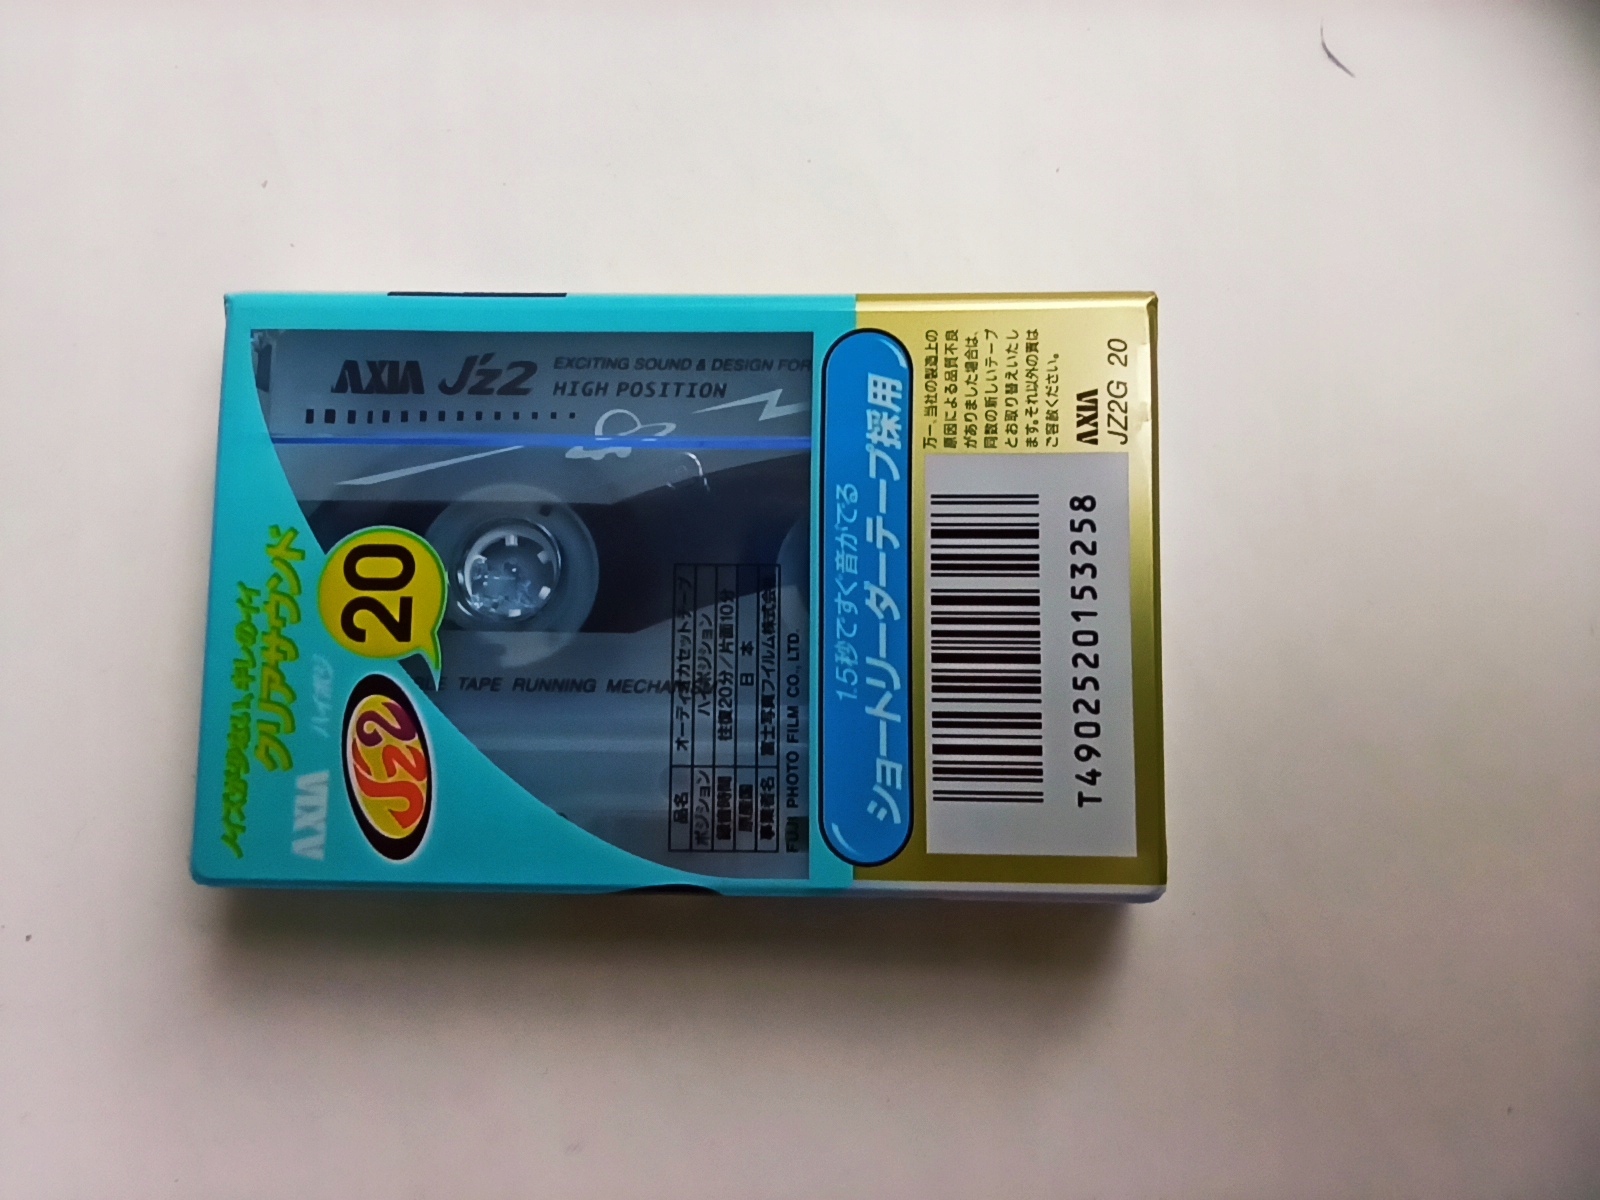 ノイズが少ない、キレのイイ
クリアサウンド
AXIA
ハイポジ
J'z2
20
AXIA J'z2
EXCITING SOUND & DESIGN FOR
HIGH POSITION
TAPE RUNNING
品名 オーディオカセットテープ
ポジション ハイポジション
録音時間 往復20分/片面10分
原産国 日本
事業者名 富士写真フイルム株式会社
FUJI PHOTO FILM CO., LTD.
1.5秒ですぐ音がでる
ショートリーダーテープ採用
万一、当社の製造上の
原因による品質不良
がありました場合は、
同数の新しいテープ
とお取り替えいたし
ます。それ以外の責は
ご容赦ください。
AXIA
JZ2G 20
T4902520153258